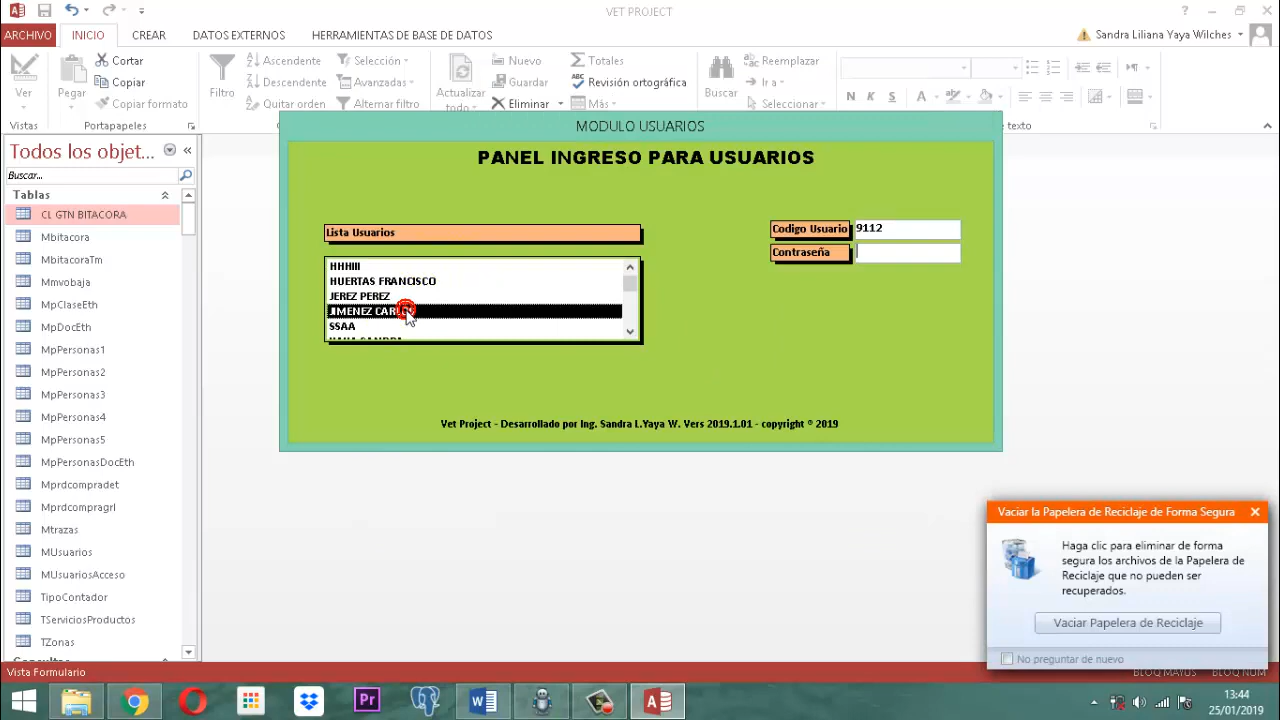 VET PROJECT
ARCHIVO INICIO CREAR DATOS EXTERNOS HERRAMIENTAS DE BASE DE DATOS
Sandra Liliana Yaya Wilches
Ver
Vistas
Pegar
Cortar
Copiar
Copiar formato
Portapapeles
Filtro
Ascendente
Descendente
Quitar orden
Selección
Avanzadas
Alternar filtro
Actualizar todo
Nuevo
Guardar
Eliminar
Totales
Revisión ortográfica
Más
Buscar
Reemplazar
Ir a
Seleccionar
N K S A
texto
Todos los objet...
Buscar...
Tablas
CL GTN BITACORA
Mbitacora
MbitacoraTm
Mmvobaja
MpClaseEth
MpDocEth
MpPersonas1
MpPersonas2
MpPersonas3
MpPersonas4
MpPersonas5
MpPersonasDocEth
Mprdcompradet
Mprdcompragrl
Mtrazas
MUsuarios
MUsuariosAcceso
TipoContador
TServiciosProductos
TZonas
MODULO USUARIOS
PANEL INGRESO PARA USUARIOS
Lista Usuarios
HHHIII
HUERTAS FRANCISCO
JEREZ PEREZ
JIMENEZ
SSAA
Codigo Usuario 9112
Contraseña
Vet Project - Desarrollado por Ing. Sandra L.Yaya W. Vers 2019.1.01 - copyright ® 2019
Vaciar la Papelera de Reciclaje de Forma Segura
Haga clic para eliminar de forma
segura los archivos de la Papelera de
Reciclaje que no pueden ser
recuperados.
Vaciar Papelera de Reciclaje
No preguntar de nuevo
Vista Formulario
BLOQ MAYÚS BLOQ NUM
Pr
13:44
25/01/2019